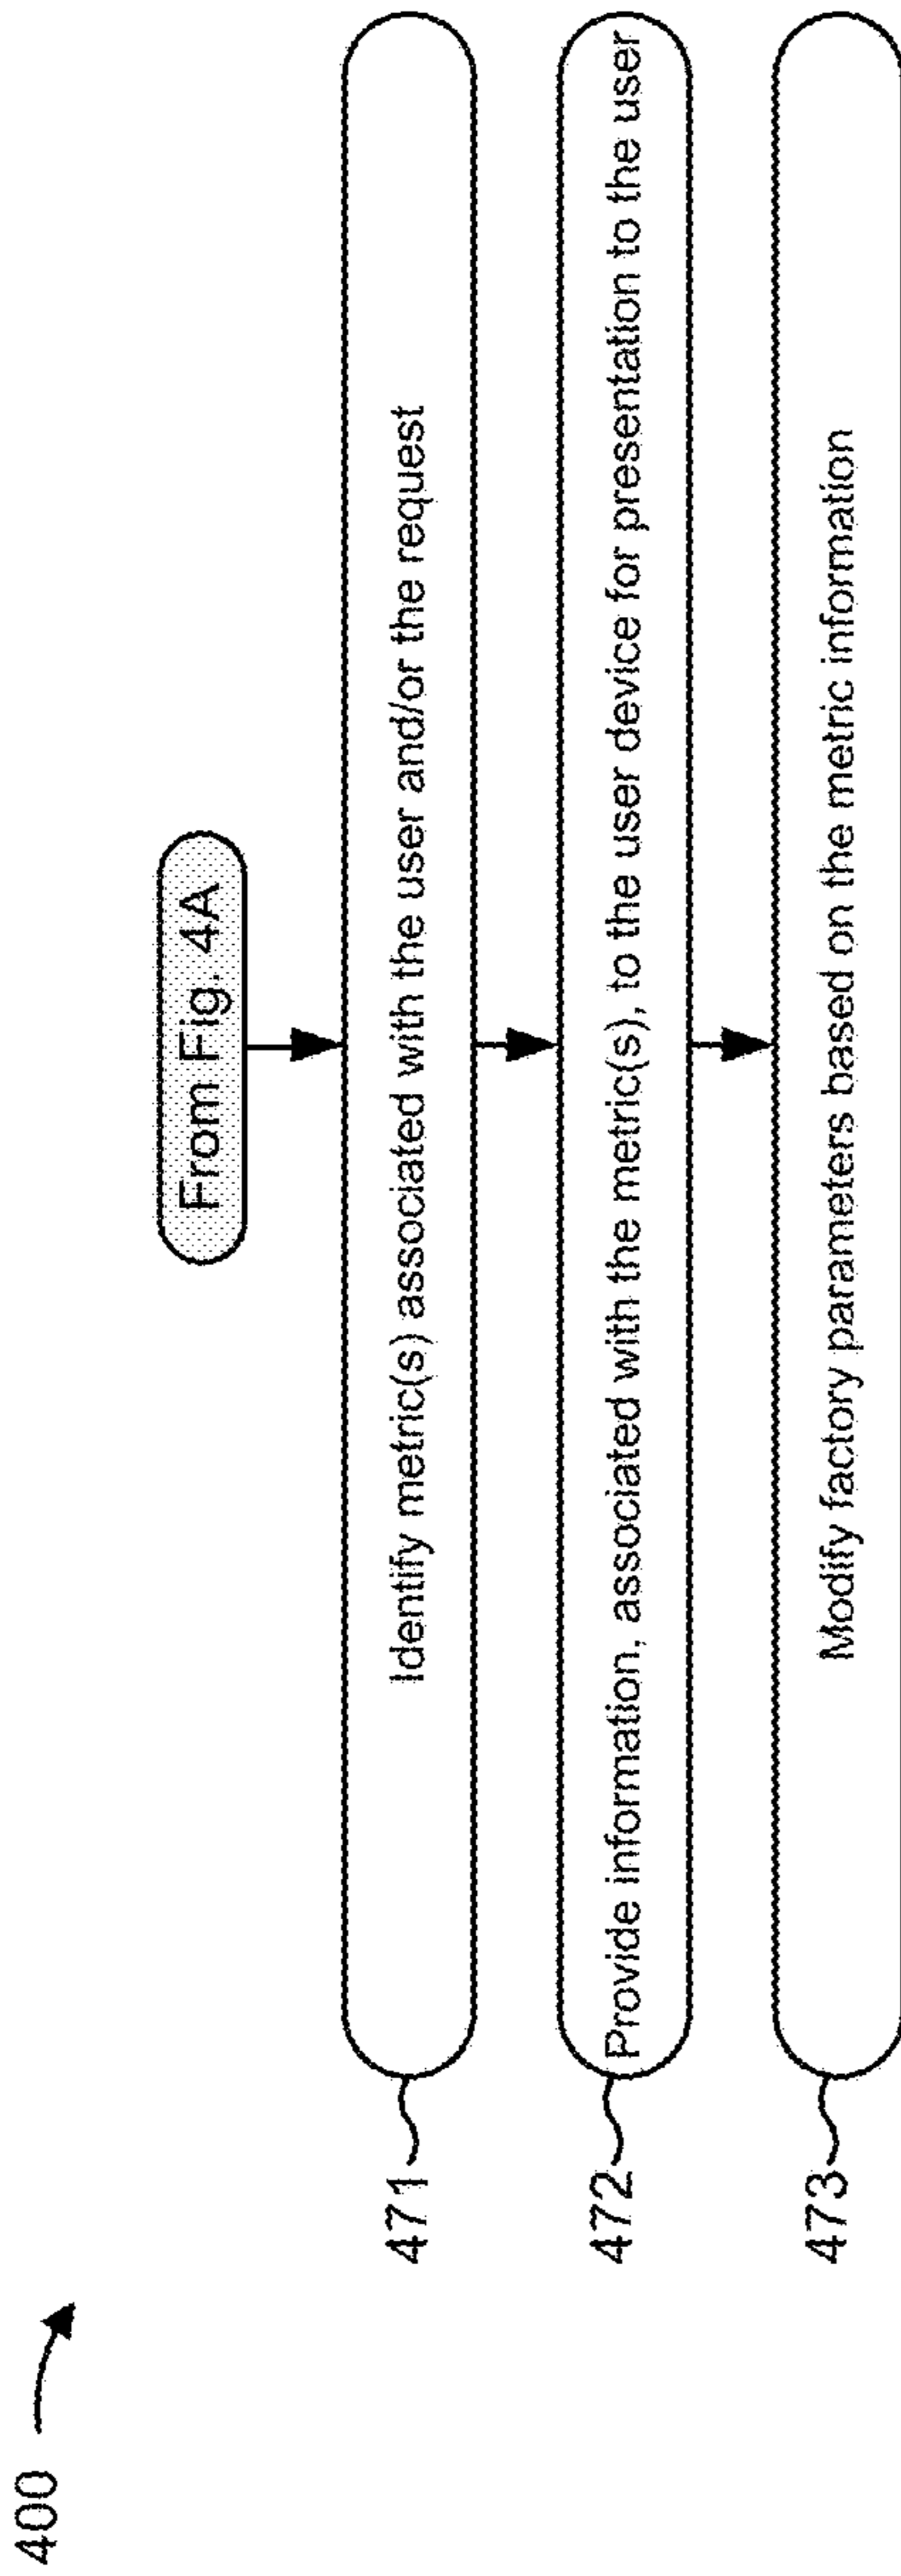 400
From Fig. 4A
471
Identify metric(s) associated with the user and/or the request
472
Provide information, associated with the metric(s), to the user device for presentation to the user
473
Modify factory parameters based on the metric information